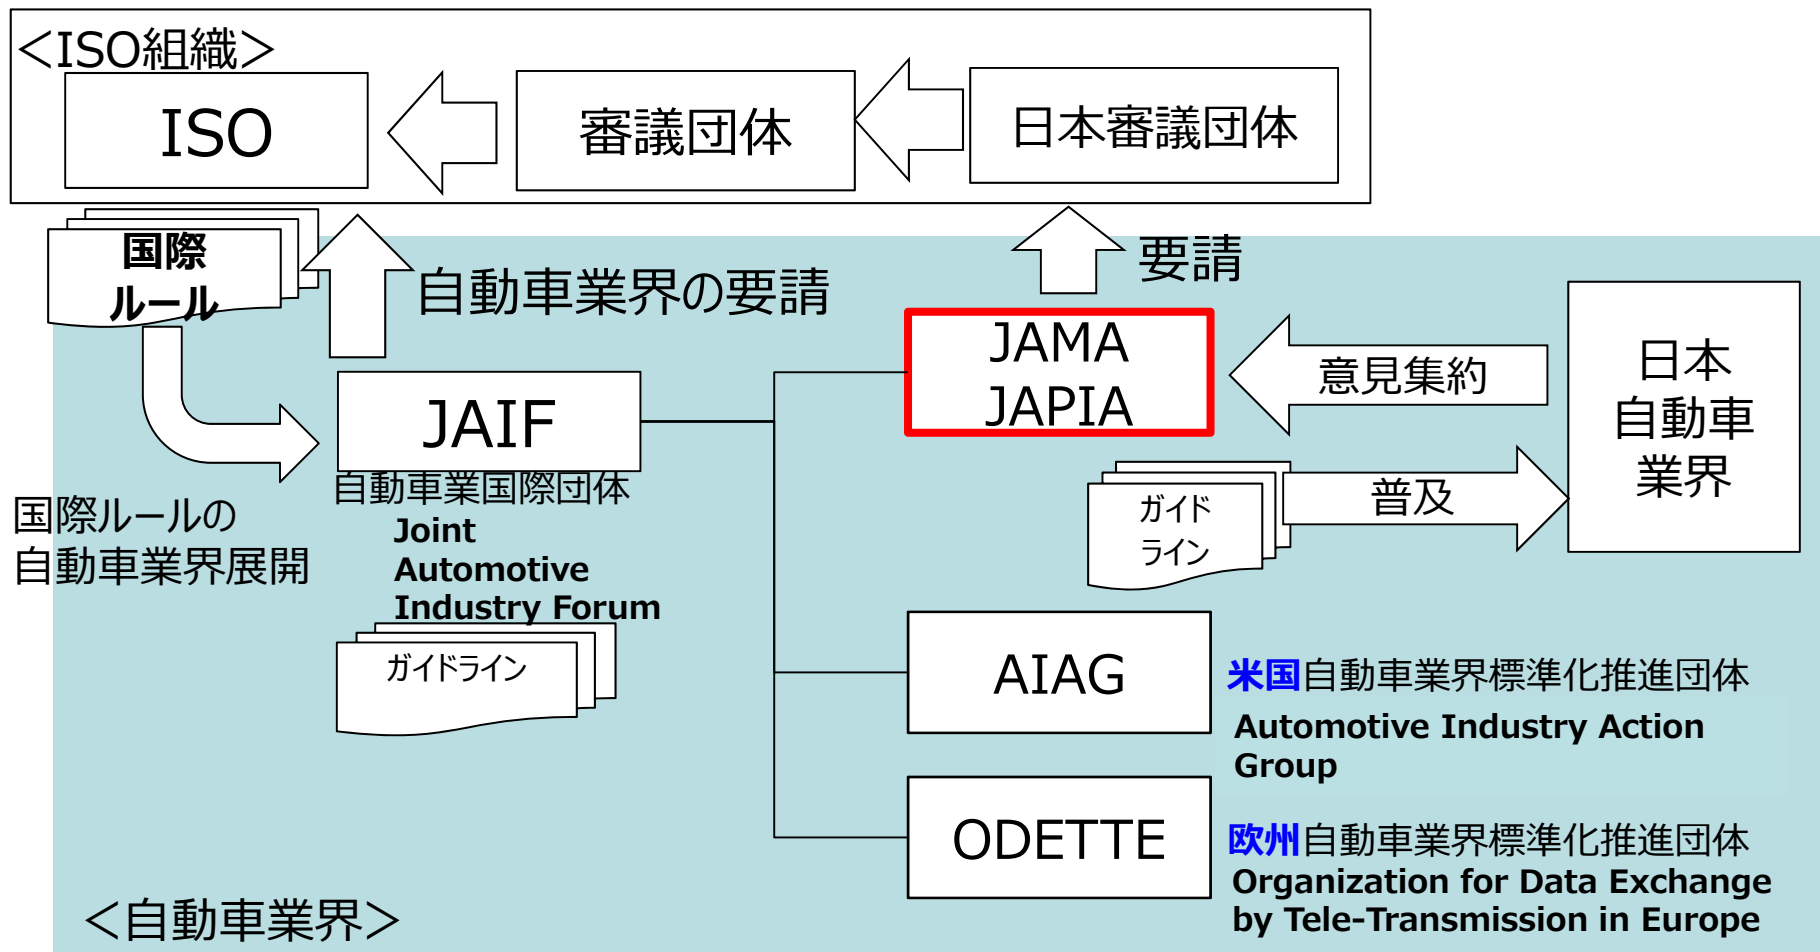 ＜ISO組織＞
ISO
審議団体
日本審議団体
国際
ルール
自動車業界の要請
要請
JAMA
JAPIA
意見集約
日本
自動車
業界
JAIF
自動車業国際団体
Joint
Automotive
Industry Forum
ガイドライン
国際ルールの
自動車業界展開
ガイド
ライン
普及
AIAG
米国自動車業界標準化推進団体
Automotive Industry Action
Group
ODETTE
欧州自動車業界標準化推進団体
Organization for Data Exchange
by Tele-Transmission in Europe
＜自動車業界＞